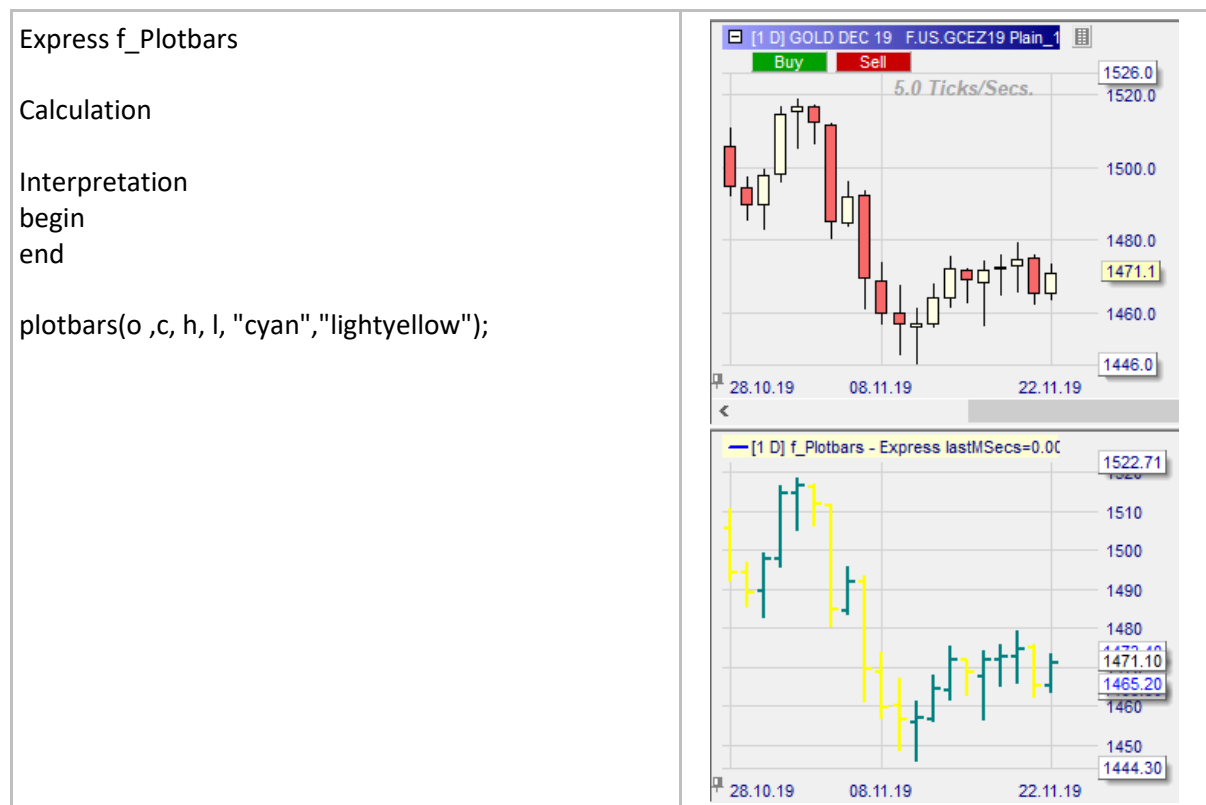 Express f_Plotbars
Calculation
Interpretation
begin
end
plotbars(o ,c, h, l, "cyan","lightyellow");
[1 D] GOLD DEC 19 F.US.GCEZ19 Plain_1
Buy Sell
5.0 Ticks/Secs.
1526.0
1520.0
1500.0
1480.0
1471.1
1460.0
1446.0
28.10.19 08.11.19 22.11.19
[1 D] f_Plotbars - Express lastMSecs=0.00
1522.71
1510
1500
1490
1480
1471.10
1465.20
1460
1450
1444.30
28.10.19 08.11.19 22.11.19